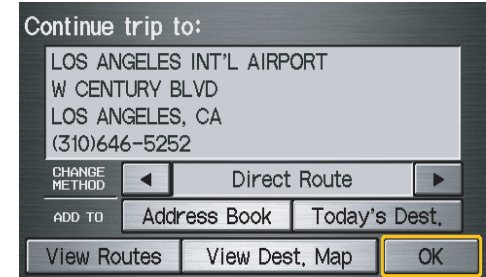 Continue trip to:
LOS ANGELES INT'L AIRPORT
W CENTURY BLVD
LOS ANGELES, CA
(310)646-5252
CHANGE METHOD ◄ Direct Route ►
ADD TO Address Book Today's Dest.
View Routes View Dest. Map OK